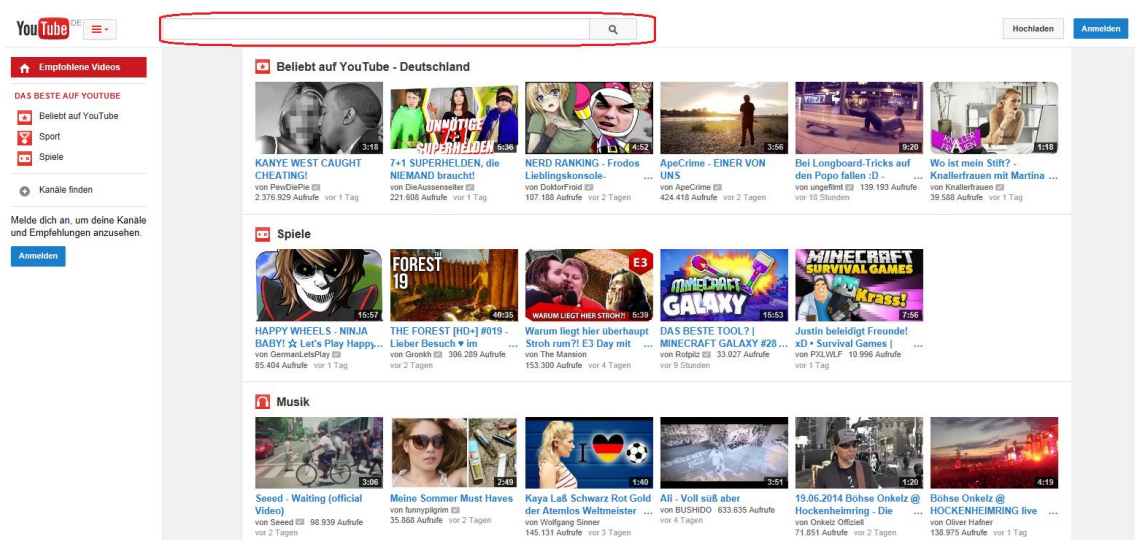 YouTube DE
Hochladen
Anmelden
Empfohlene Videos
DAS BESTE AUF YOUTUBE
Beliebt auf YouTube
Sport
Spiele
Kanäle finden
Melde dich an, um deine Kanäle
und Empfehlungen anzusehen.
Anmelden
Beliebt auf YouTube - Deutschland
3:18
UNNÖTIGE
7+1
SUPERHELDEN
5:36
4:52
3:56
9:20
KNALLER
FRAUEN
1:18
KANYE WEST CAUGHT
CHEATING!
von PewDiePie
2.376.929 Aufrufe vor 1 Tag
7+1 SUPERHELDEN, die
NIEMAND braucht!
von DieAussenseiter
221.608 Aufrufe vor 1 Tag
NERD RANKING - Frodos
Lieblingskonsole- ...
von DoktorFroid
107.188 Aufrufe vor 2 Tagen
ApeCrime - EINER VON
UNS
von ApeCrime
424.418 Aufrufe vor 2 Tagen
Bei Longboard-Tricks auf
den Popo fallen :D - ...
von ungefilmt 139.193 Aufrufe
vor 18 Stunden
Wo ist mein Stift? -
Knallerfrauen mit Martina ...
von Knallerfrauen
39.588 Aufrufe vor 1 Tag
Spiele
15:57
THE
FOREST
19
40:35
E3
WARUM LIEGT HIER STROH?!
5:39
MINECRAFT
GALAXY
15:53
MINECRAFT
SURVIVAL GAMES
Krass!
7:56
HAPPY WHEELS - NINJA
BABY! ☆ Let's Play Happy...
von GermanLetsPlay
85.404 Aufrufe vor 1 Tag
THE FOREST [HD+] #019 -
Lieber Besuch ♥ im ...
von Gronkh 306.289 Aufrufe
vor 2 Tagen
Warum liegt hier überhaupt
Stroh rum?! E3 Day mit ...
von The Mansion
153.300 Aufrufe vor 4 Tagen
DAS BESTE TOOL? |
MINECRAFT GALAXY #28 ...
von Rotpilz 33.027 Aufrufe
vor 9 Stunden
Justin beleidigt Freunde!
xD • Survival Games | ...
von PXLWLF 10.996 Aufrufe
vor 1 Tag
Musik
3:06
2:49
I
1:40
3:51
1:20
4:19
Seeed - Waiting (official
Video)
von Seeed 98.939 Aufrufe
vor 2 Tagen
Meine Sommer Must Haves
von funnypilgrim
35.868 Aufrufe vor 2 Tagen
Kaya Laß Schwarz Rot Gold
der Atemlos Weltmeister ...
von Wolfgang Sinner
145.131 Aufrufe vor 3 Tagen
Ali - Voll süß aber
von BUSHIDO 633.635 Aufrufe
vor 4 Tagen
19.06.2014 Böhse Onkelz @
Hockenheimring - Die ...
von Onkelz Offiziell
71.851 Aufrufe vor 2 Tagen
Böhse Onkelz @
HOCKENHEIMRING live ...
von Oliver Hafner
138.975 Aufrufe vor 1 Tag